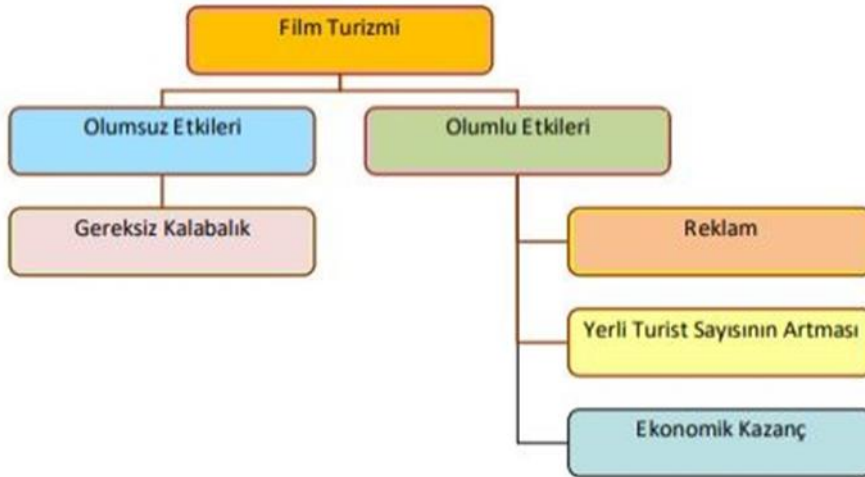 Film Turizmi
Olumsuz Etkileri
Olumlu Etkileri
Gereksiz Kalabalık
Reklam
Yerli Turist Sayısının Artması
Ekonomik Kazanç